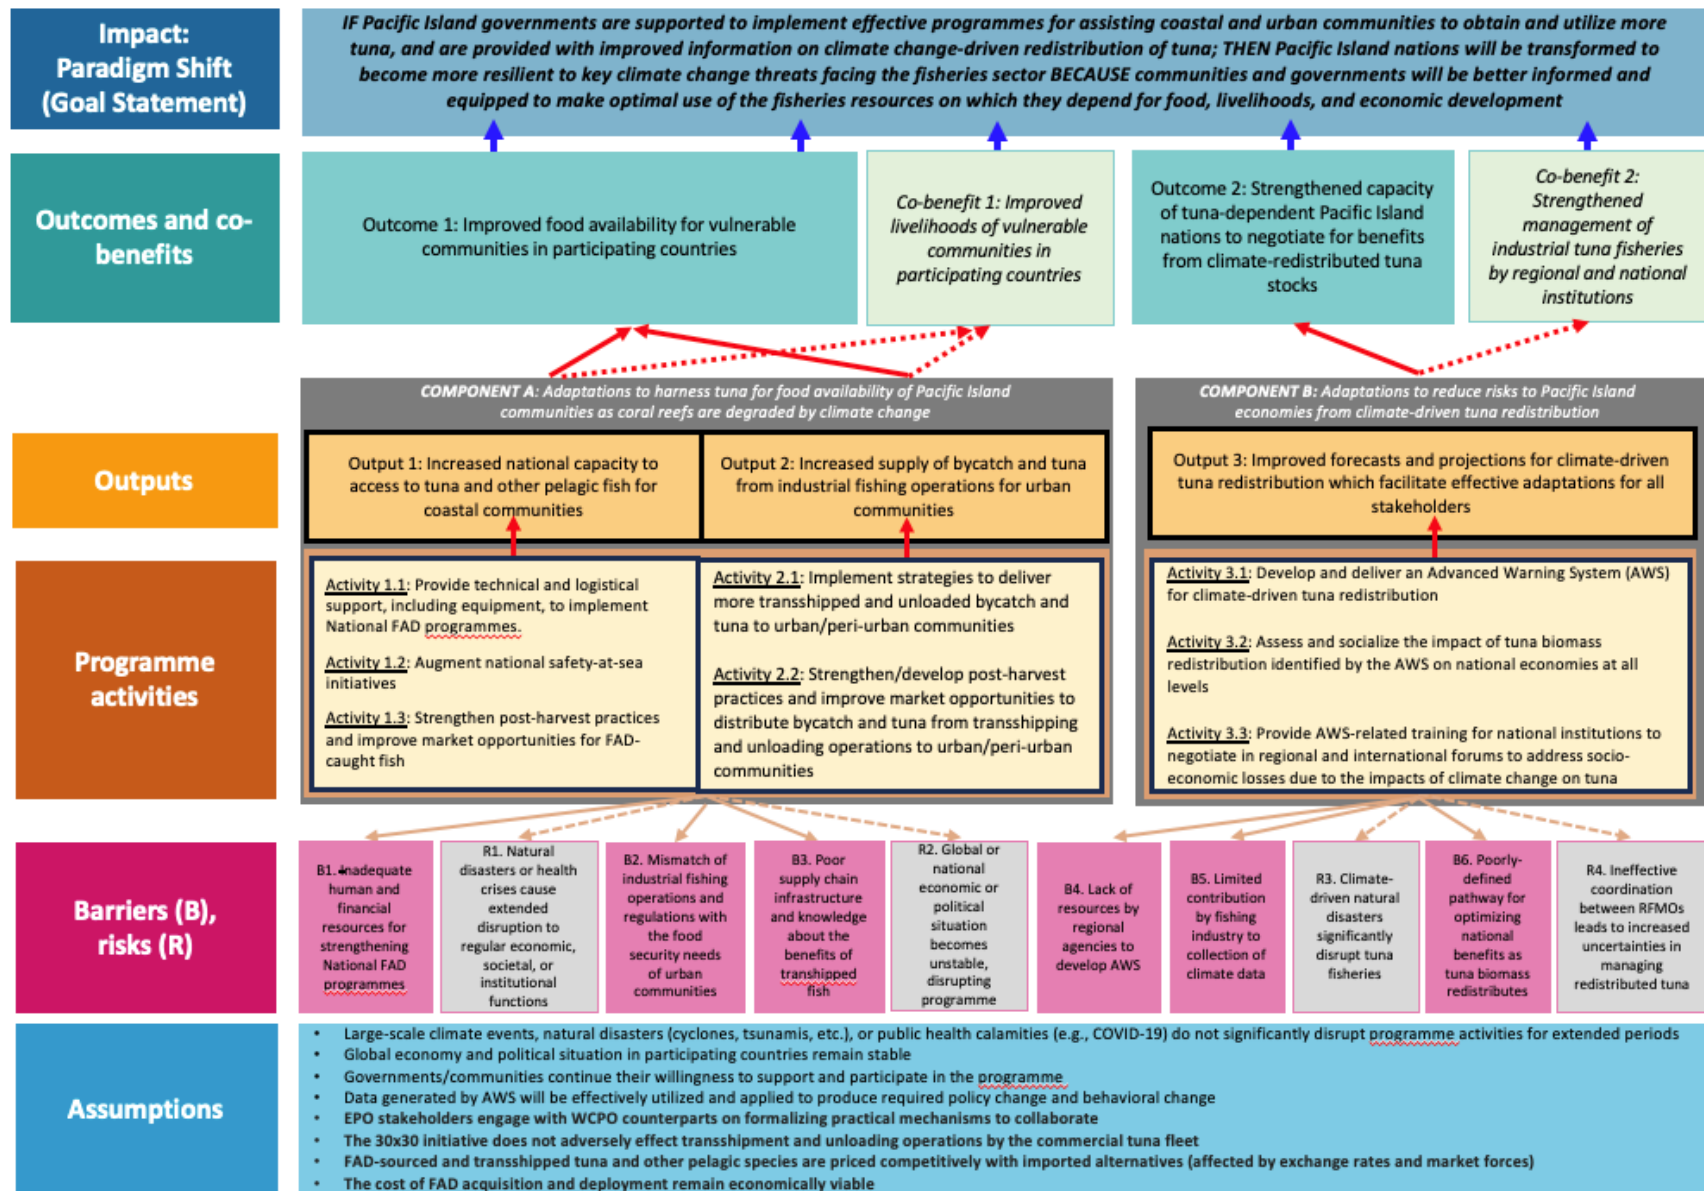 Impact:
Paradigm Shift
(Goal Statement)
IF Pacific Island governments are supported to implement effective programmes for assisting coastal and urban communities to obtain and utilize more
tuna, and are provided with improved information on climate change-driven redistribution of tuna; THEN Pacific Island nations will be transformed to
become more resilient to key climate change threats facing the fisheries sector BECAUSE communities and governments will be better informed and
equipped to make optimal use of the fisheries resources on which they depend for food, livelihoods, and economic development
Outcomes and co-
benefits
Outcome 1: Improved food availability for vulnerable
communities in participating countries
Co-benefit 1: Improved
livelihoods of vulnerable
communities in
participating countries
Outcome 2: Strengthened capacity
of tuna-dependent Pacific Island
nations to negotiate for benefits
from climate-redistributed tuna
stocks
Co-benefit 2:
Strengthened
management of
industrial tuna fisheries
by regional and national
institutions
COMPONENT A: Adaptations to harness tuna for food availability of Pacific Island
communities as coral reefs are degraded by climate change
COMPONENT B: Adaptations to reduce risks to Pacific Island
economies from climate-driven tuna redistribution
Outputs
Output 1: Increased national capacity to
access to tuna and other pelagic fish for
coastal communities
Output 2: Increased supply of bycatch and tuna
from industrial fishing operations for urban
communities
Output 3: Improved forecasts and projections for climate-driven
tuna redistribution which facilitate effective adaptations for all
stakeholders
Programme
activities
Activity 1.1: Provide technical and logistical
support, including equipment, to implement
National FAD programmes.
Activity 1.2: Augment national safety-at-sea
initiatives
Activity 1.3: Strengthen post-harvest practices
and improve market opportunities for FAD-
caught fish
Activity 2.1: Implement strategies to deliver
more transshipped and unloaded bycatch and
tuna to urban/peri-urban communities
Activity 2.2: Strengthen/develop post-harvest
practices and improve market opportunities to
distribute bycatch and tuna from transshipping
and unloading operations to urban/peri-urban
communities
Activity 3.1: Develop and deliver an Advanced Warning System (AWS)
for climate-driven tuna redistribution
Activity 3.2: Assess and socialize the impact of tuna biomass
redistribution identified by the AWS on national economies at all
levels
Activity 3.3: Provide AWS-related training for national institutions to
negotiate in regional and international forums to address socio-
economic losses due to the impacts of climate change on tuna
Barriers (B),
risks (R)
B1. Inadequate
human and
financial
resources for
strengthening
National FAD
programmes
R1. Natural
disasters or health
crises cause
extended
disruption to
regular economic,
societal, or
institutional
functions
B2. Mismatch of
industrial fishing
operations and
regulations with
the food
security needs
of urban
communities
B3. Poor
supply chain
infrastructure
and knowledge
about the
benefits of
transhipped
fish
R2. Global or
national
economic or
political
situation
becomes
unstable,
disrupting
programme
B4. Lack of
resources by
regional
agencies to
develop AWS
B5. Limited
contribution
by fishing
industry to
collection of
climate data
R3. Climate-
driven natural
disasters
significantly
disrupt tuna
fisheries
B6. Poorly-
defined
pathway for
optimizing
national
benefits as
tuna biomass
redistributes
R4. Ineffective
coordination
between RFMOs
leads to increased
uncertainties in
managing
redistributed tuna
Assumptions
• Large-scale climate events, natural disasters (cyclones, tsunamis, etc.), or public health calamities (e.g., COVID-19) do not significantly disrupt programme activities for extended periods
• Global economy and political situation in participating countries remain stable
• Governments/communities continue their willingness to support and participate in the programme
• Data generated by AWS will be effectively utilized and applied to produce required policy change and behavioral change
• EPO stakeholders engage with WCPO counterparts on formalizing practical mechanisms to collaborate
• The 30x30 initiative does not adversely effect transshipment and unloading operations by the commercial tuna fleet
• FAD-sourced and transshipped tuna and other pelagic species are priced competitively with imported alternatives (affected by exchange rates and market forces)
• The cost of FAD acquisition and deployment remain economically viable